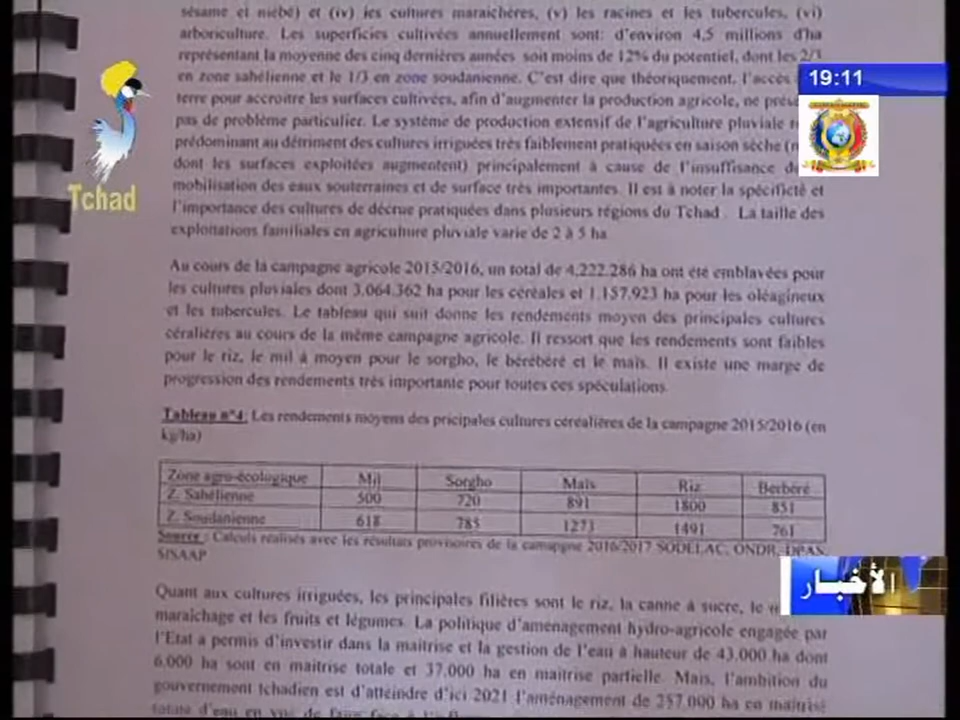 sésame et niébé) et (iv) les cultures maraichères, (v) les racines et les tubercules, (vi)
arboriculture. Les superficies cultivées annuellement sont: d'environ 4,5 millions d'ha
représentant la moyenne des cinq dernières années soit moins de 12% du potentiel, dont les 2/3
en zone sahélienne et le 1/3 en zone soudanienne. C'est dire que théoriquement, l'accès
terre pour accroitre les surfaces cultivées, afin d'augmenter la production agricole, ne
pas de problème particulier. Le système de production extensif de l'agriculture pluviale
prédominant au détriment des cultures irriguées très faiblement pratiquées en saison sèche
dont les surfaces exploitées augmentent) principalement à cause de l'insuffisance
mobilisation des eaux souterraines et de surface très importantes. Il est à noter la spécificté et
l'importance des cultures de décrue pratiquées dans plusieurs régions du Tchad . La taille des
exploitations familiales en agriculture pluviale varie de 2 à 5 ha
19:11
Tchad
Au cours de la campagne agricole 2015/2016, un total de 4,222.286 ha ont été emblavées pour
les cultures pluviales dont 3.064.362 ha pour les céréales et 1.157.923 ha pour les oléagineux
et les tubercules. Le tableau qui suit donne les rendements moyen des principales cultures
céralières au cours de la même campagne agricole. Il ressort que les rendements sont faibles
pour le riz, le mil à moyen pour le sorgho, le bérébéré et le maïs. Il existe une marge de
progression des rendements très importante pour toutes ces spéculations.
Tableau n°4: Les rendements moyens des pricipales cultures céréalières de la campagne 2015/2016 (en
kg/ha)
Zone agro-écologique Mil Sorgho Maïs Riz Berbéré
Z. Sahélienne 500 720 891 1800 851
Z. Soudanienne 618 785 1273 1491 761
Source : Calculs réalisés avec les résultats provisoires de la camapgne 2016/2017 SODELAC, ONDR, DPAS,
SISAAP
الأخبار
Quant aux cultures irriguées, les principales filières sont le riz, la canne à sucre, le
maraichage et les fruits et légumes. La politique d'aménagement hydro-agricole engagée par
l'Etat a permis d'investir dans la maitrise et la gestion de l'eau à hauteur de 43.000 ha dont
6.000 ha sont en maitrise totale et 37.000 ha en maitrise partielle. Mais, l'ambition du
gouvernement tchadien est d'atteindre d'ici 2021 l'aménagement de 257.000 ha en maitrise
totale d'eau en vue de faire face à